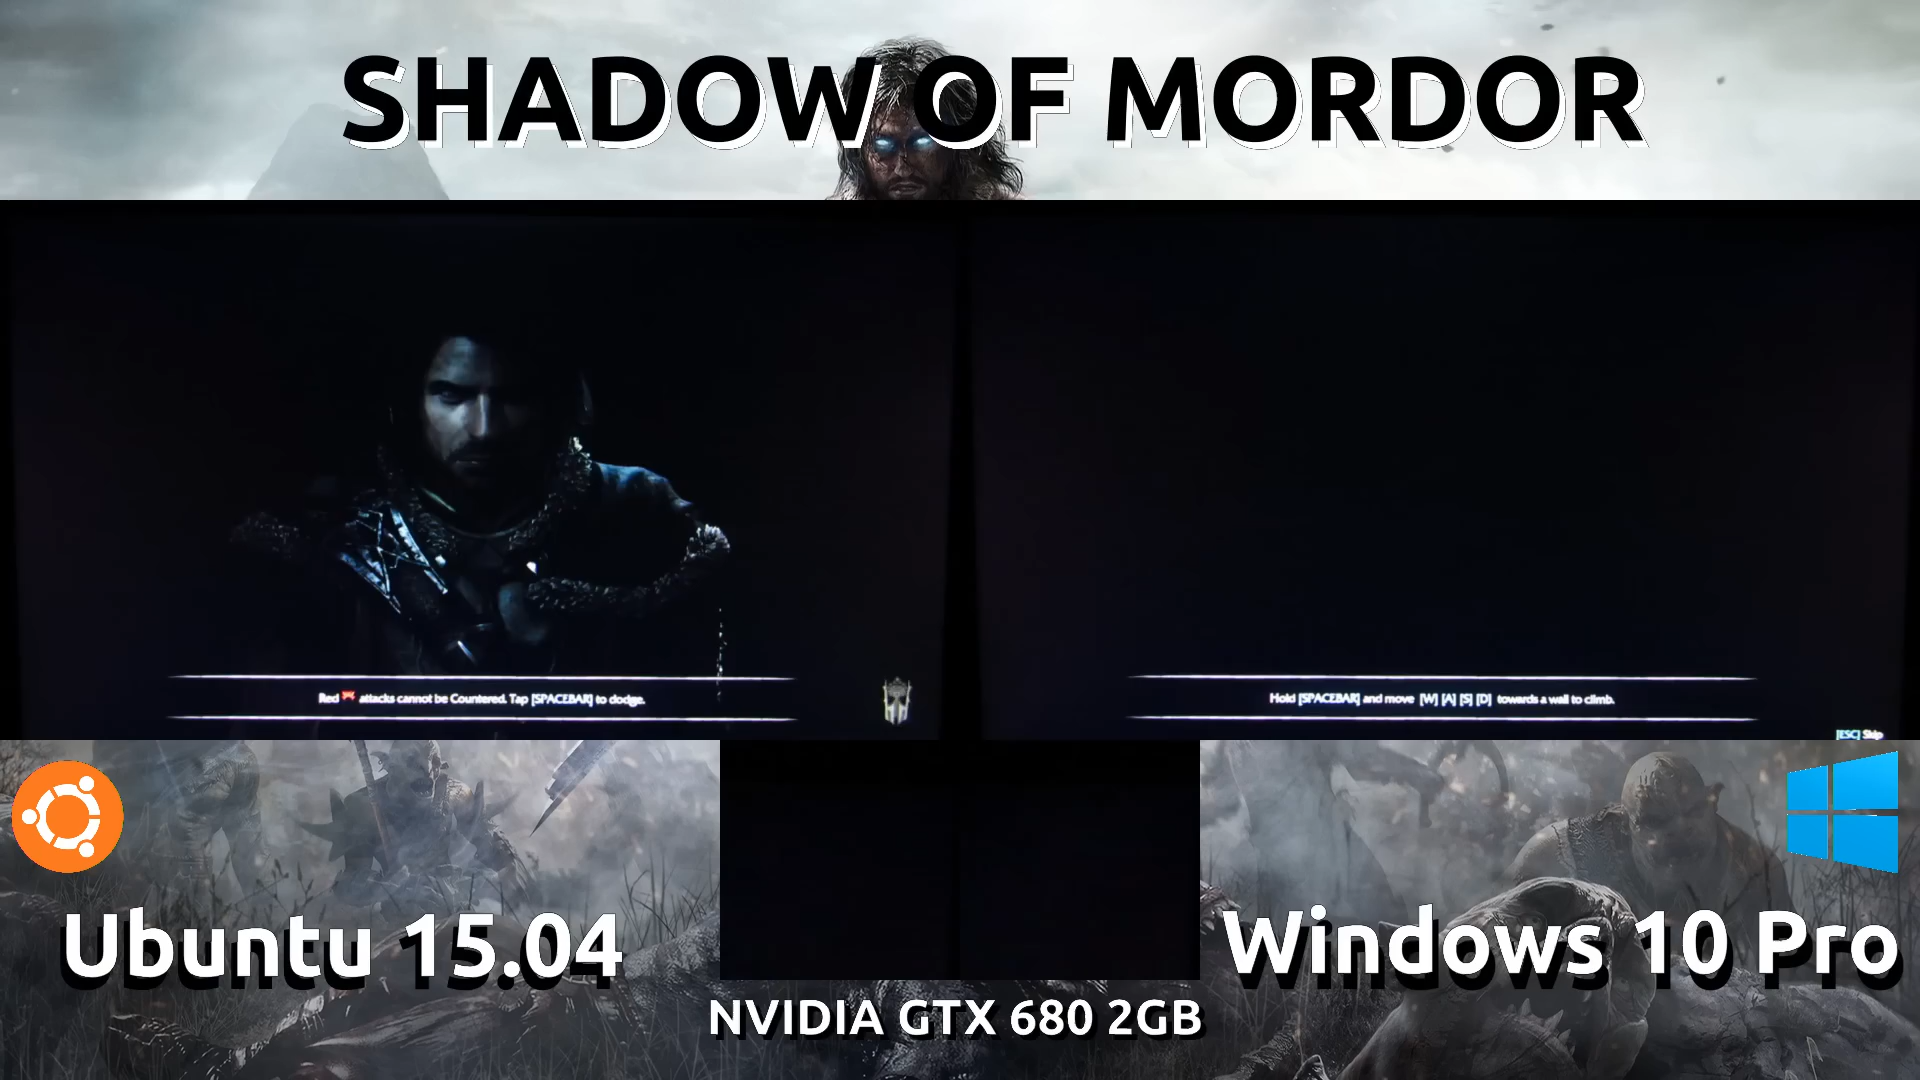 SHADOW OF MORDOR
Red attacks cannot be Countered. Tap [SPACEBAR] to dodge.
Hold [SPACEBAR] and move [W] [A] [S] [D] towards a wall to climb.
[ESC] Skip
Ubuntu 15.04
Windows 10 Pro
NVIDIA GTX 680 2GB